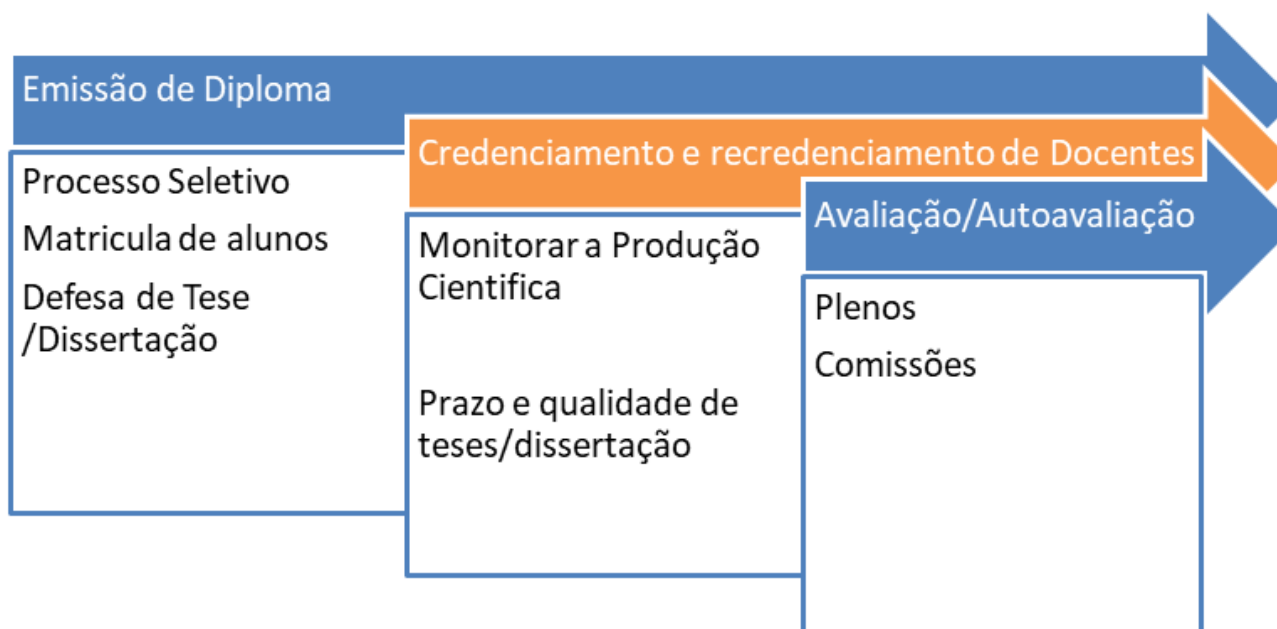 Emissão de Diploma
Processo Seletivo
Matricula de alunos
Defesa de Tese
/Dissertação
Credenciamento e recredenciamento de Docentes
Monitorar a Produção
Cientifica
Prazo e qualidade de
teses/dissertação
Avaliação/Autoavaliação
Plenos
Comissões